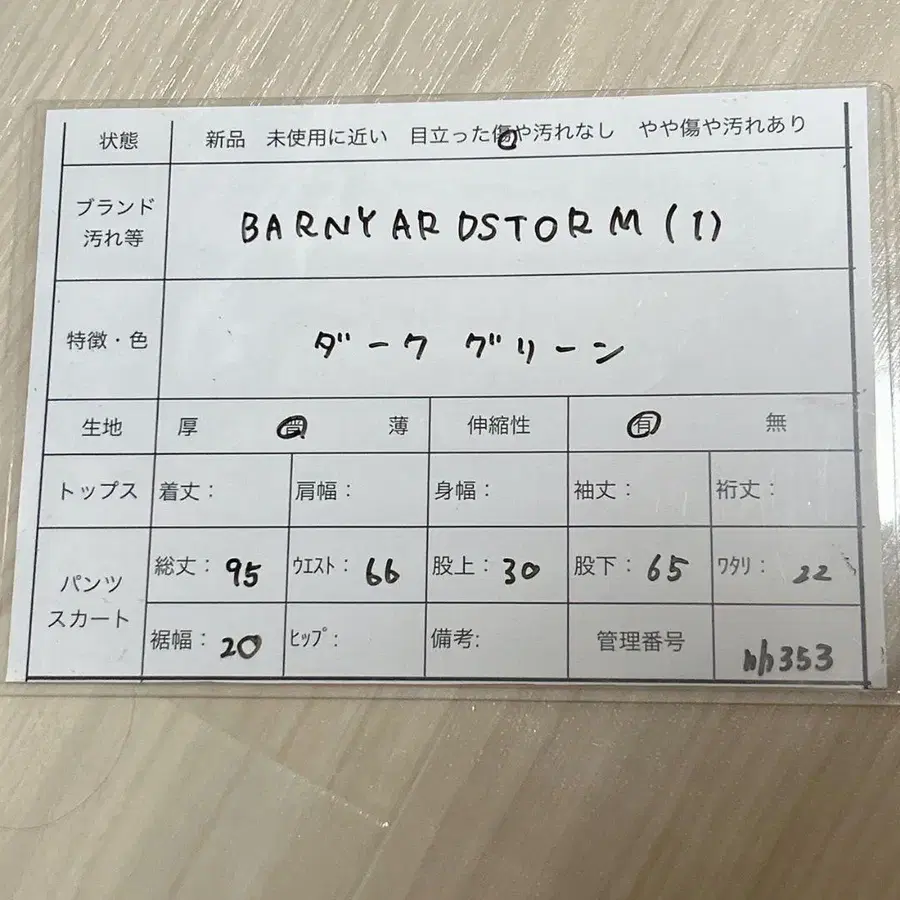 状態 新品 未使用に近い 目立った傷や汚れなし やや傷や汚れあり
ブランド
汚れ等
BARNYARDSTORM (1)
特徴・色 ダークグリーン
生地 厚 普 薄 伸縮性 有 無
トップス 着丈: 肩幅: 身幅: 袖丈: 裄丈:
パンツ
スカート
総丈: 95 ウエスト: 66 股上: 30 股下: 65 ワタリ: 22
裾幅: 20 ヒップ: 備考: 管理番号 hh353